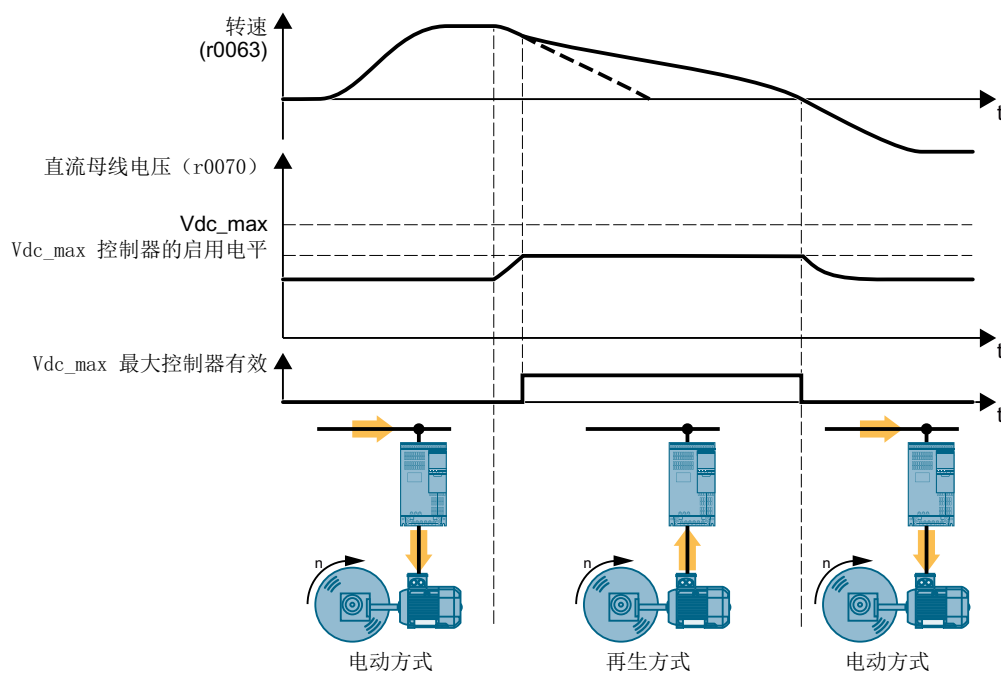 转速
(r0063)
t
直流母线电压（r0070）
Vdc_max
Vdc_max 控制器的启用电平
t
Vdc_max 最大控制器有效
t
n
n
n
电动方式
再生方式
电动方式